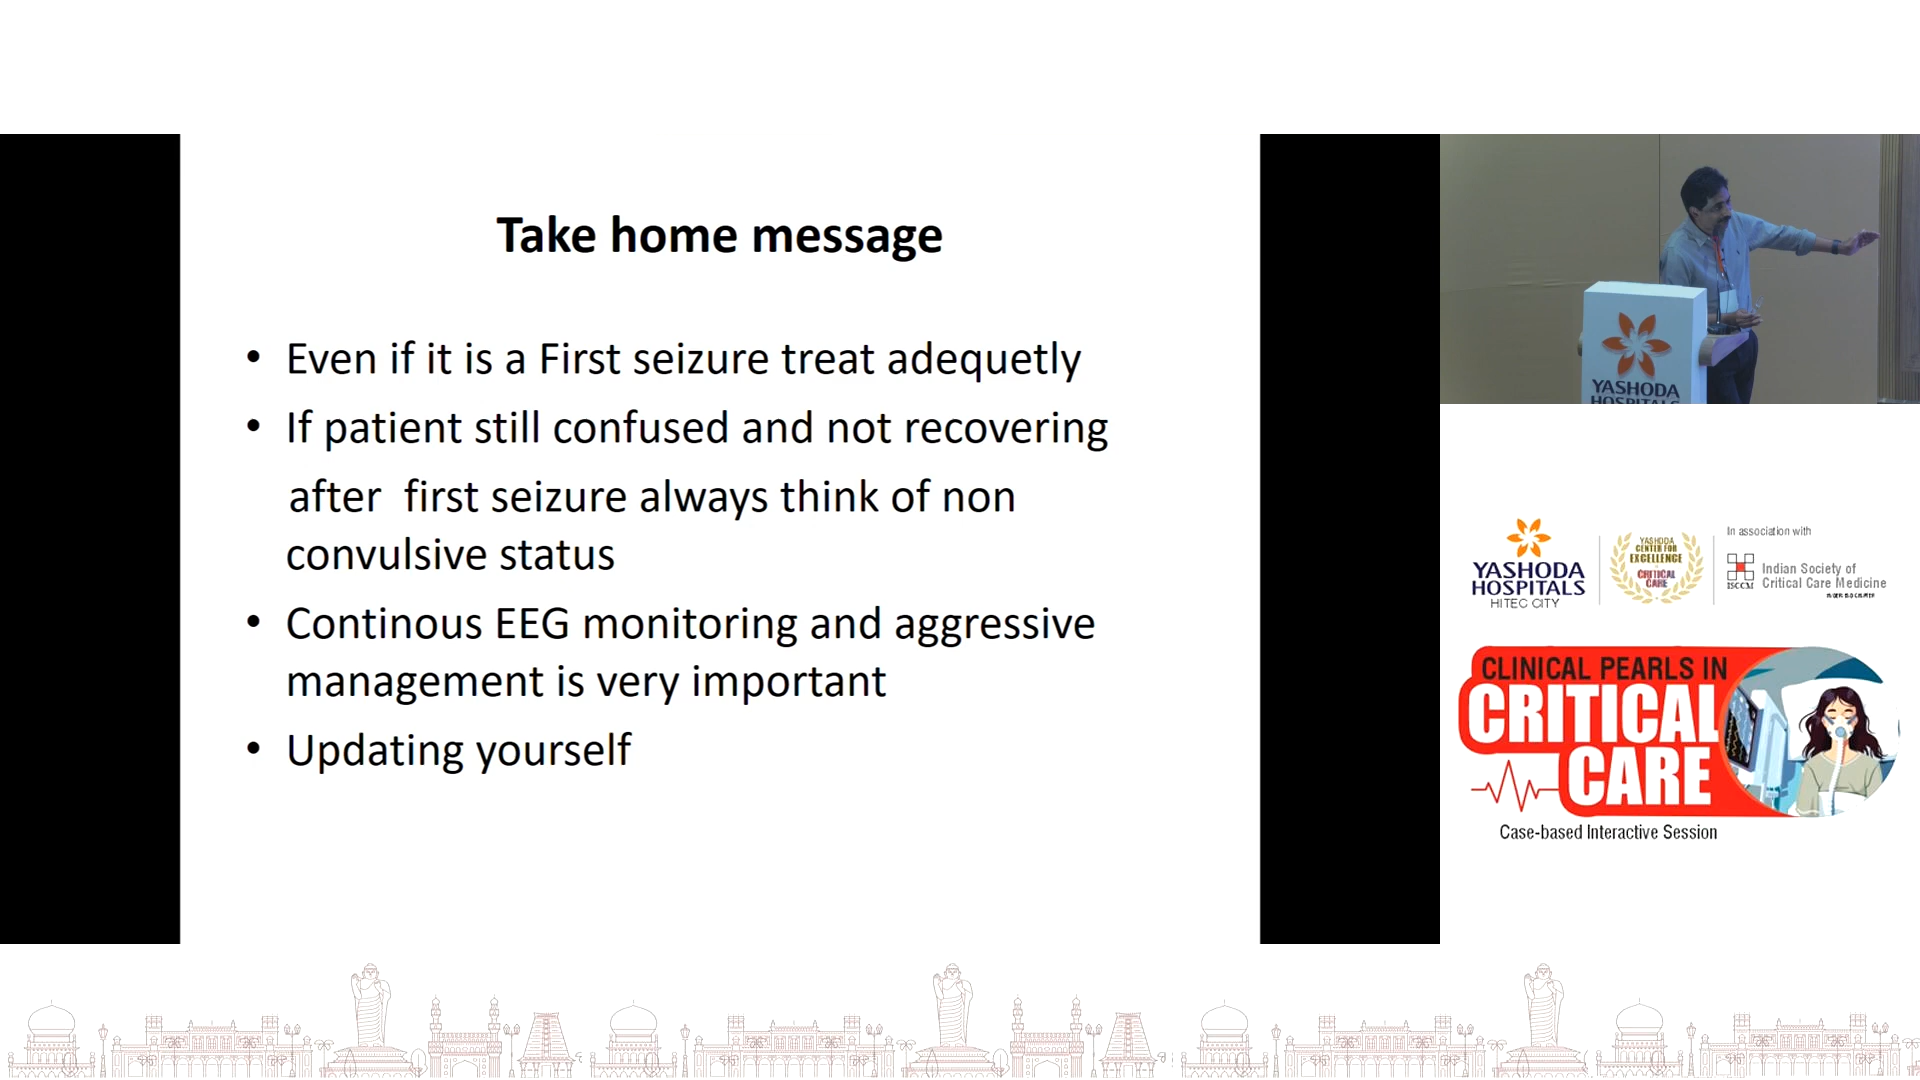 Take home message
• Even if it is a First seizure treat adequetly
• If patient still confused and not recovering
after first seizure always think of non
convulsive status
• Continous EEG monitoring and aggressive
management is very important
• Updating yourself
YASHODA
HOSPITALS
YASHODA
HOSPITALS
HITEC CITY
YASHODA
CENTER FOR
EXCELLENCE
CRITICAL
CARE
In association with
ISCCM
Indian Society of
Critical Care Medicine
CLINICAL PEARLS IN
CRITICAL
CARE
Case-based Interactive Session